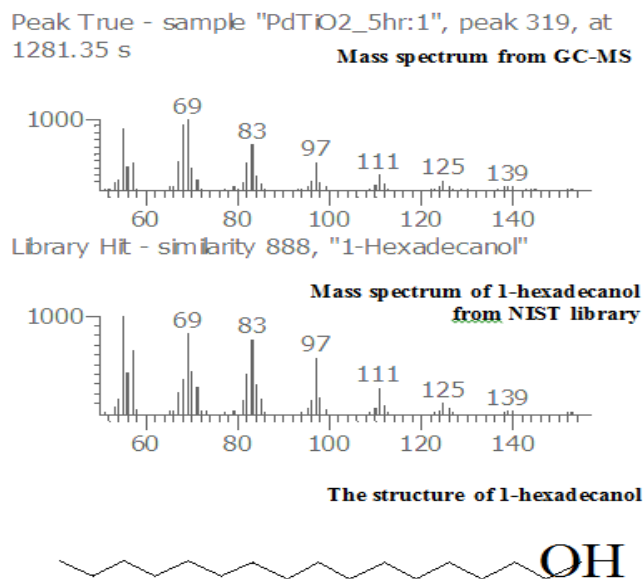 Peak True - sample "PdTiO2_5hr:1", peak 319, at
1281.35 s
Mass spectrum from GC-MS
1000
69
83
97
111
125
139
60 80 100 120 140
Library Hit - similarity 888, "1-Hexadecanol"
Mass spectrum of 1-hexadecanol
from NIST library
1000
69
83
97
111
125
139
60 80 100 120 140
The structure of 1-hexadecanol
OH